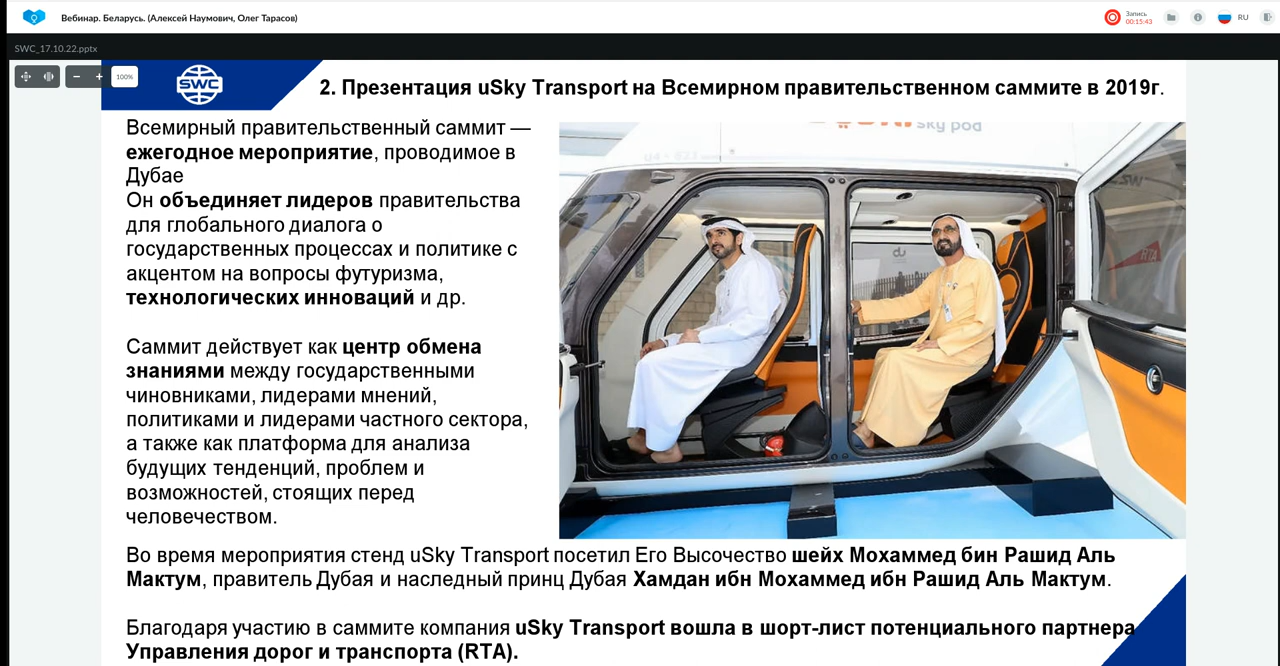 Вебинар. Беларусь. (Алексей Наумович, Олег Тарасов)
Запись
00:15:43
RU
SWC_17.10.22.pptx
100%
SWC
2. Презентация uSky Transport на Всемирном правительственном саммите в 2019г.
Всемирный правительственный саммит —
ежегодное мероприятие, проводимое в
Дубае
Он объединяет лидеров правительства
для глобального диалога о
государственных процессах и политике с
акцентом на вопросы футуризма,
технологических инноваций и др.
Саммит действует как центр обмена
знаниями между государственными
чиновниками, лидерами мнений,
политиками и лидерами частного сектора,
а также как платформа для анализа
будущих тенденций, проблем и
возможностей, стоящих перед
человечеством.
sky pod
du
RTA
Во время мероприятия стенд uSky Transport посетил Его Высочество шейх Мохаммед бин Рашид Аль
Мактум, правитель Дубая и наследный принц Дубая Хамдан ибн Мохаммед ибн Рашид Аль Мактум.
Благодаря участию в саммите компания uSky Transport вошла в шорт-лист потенциального партнера
Управления дорог и транспорта (RTA).